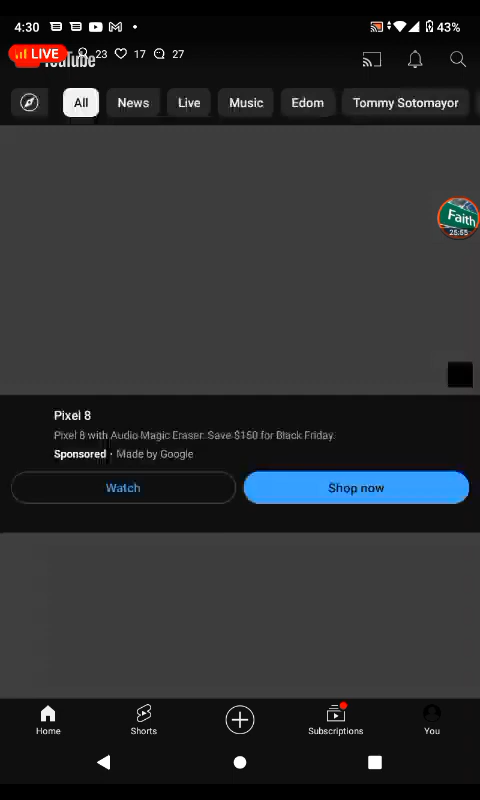 4:30 43%
LIVE 23 17 27
YouTube
All News Live Music Edom Tommy Sotomayor
Faith
25:55
Pixel 8
Pixel 8 with Audio Magic Eraser. Save $150 for Black Friday.
Sponsored · Made by Google
Watch Shop now
Home Shorts Subscriptions You